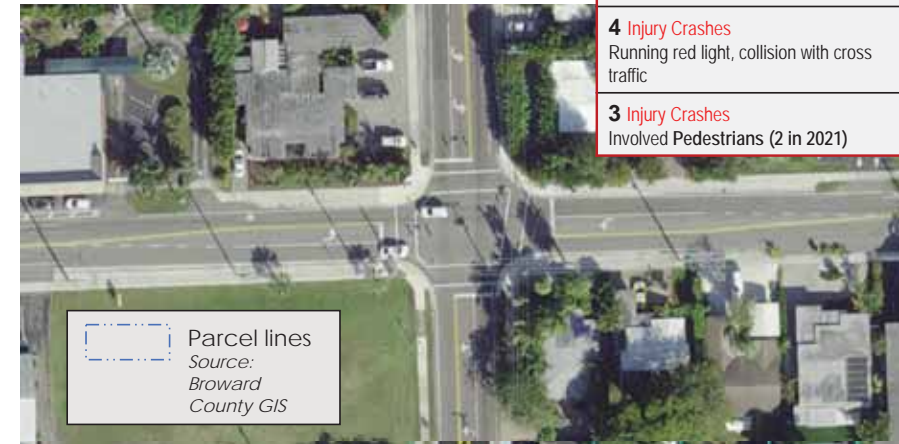 4 Injury Crashes
Running red light, collision with cross
traffic
3 Injury Crashes
Involved Pedestrians (2 in 2021)
Parcel lines
Source:
Broward
County GIS